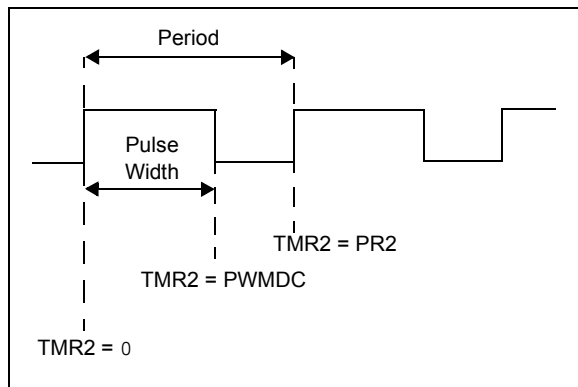 Period
Pulse
Width
TMR2 = PR2
TMR2 = PWMDC
TMR2 = 0